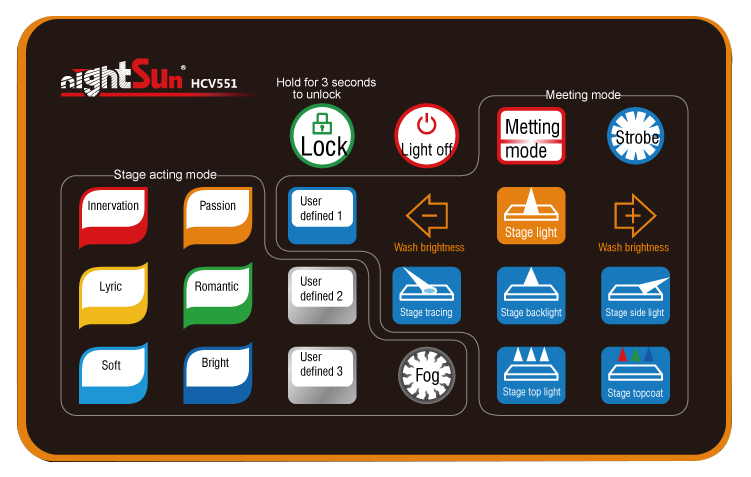 nightSun® HCV551
Hold for 3 seconds
to unlock
Meeting mode
Lock
Light off
Metting
mode
Strobe
Stage acting mode
Innervation
Passion
User
defined 1
Wash brightness
Stage light
Wash brightness
Lyric
Romantic
User
defined 2
Stage tracing
Stage backlight
Stage side light
Soft
Bright
User
defined 3
Fog
Stage top light
Stage topcoat